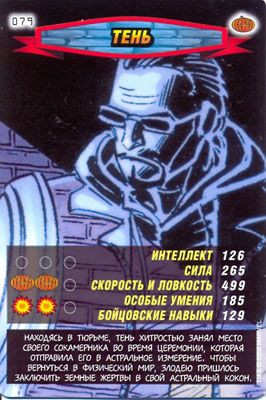 079
ТЕНЬ
ИНТЕЛЛЕКТ 126
СИЛА 265
СКОРОСТЬ И ЛОВКОСТЬ 499
ОСОБЫЕ УМЕНИЯ 185
БОЙЦОВСКИЕ НАВЫКИ 129
НАХОДЯСЬ В ТЮРЬМЕ, ТЕНЬ ХИТРОСТЬЮ ЗАНЯЛ МЕСТО
СВОЕГО СОКАМЕРНИКА ВО ВРЕМЯ ЦЕРЕМОНИИ, КОТОРАЯ
ОТПРАВИЛА ЕГО В АСТРАЛЬНОЕ ИЗМЕРЕНИЕ. ЧТОБЫ
ВЕРНУТЬСЯ В ФИЗИЧЕСКИЙ МИР, ЗЛОДЕЮ ПРИШЛОСЬ
ЗАКЛЮЧИТЬ ЗЕМНЫЕ ЖЕРТВЫ В СВОЙ АСТРАЛЬНЫЙ КОКОН.